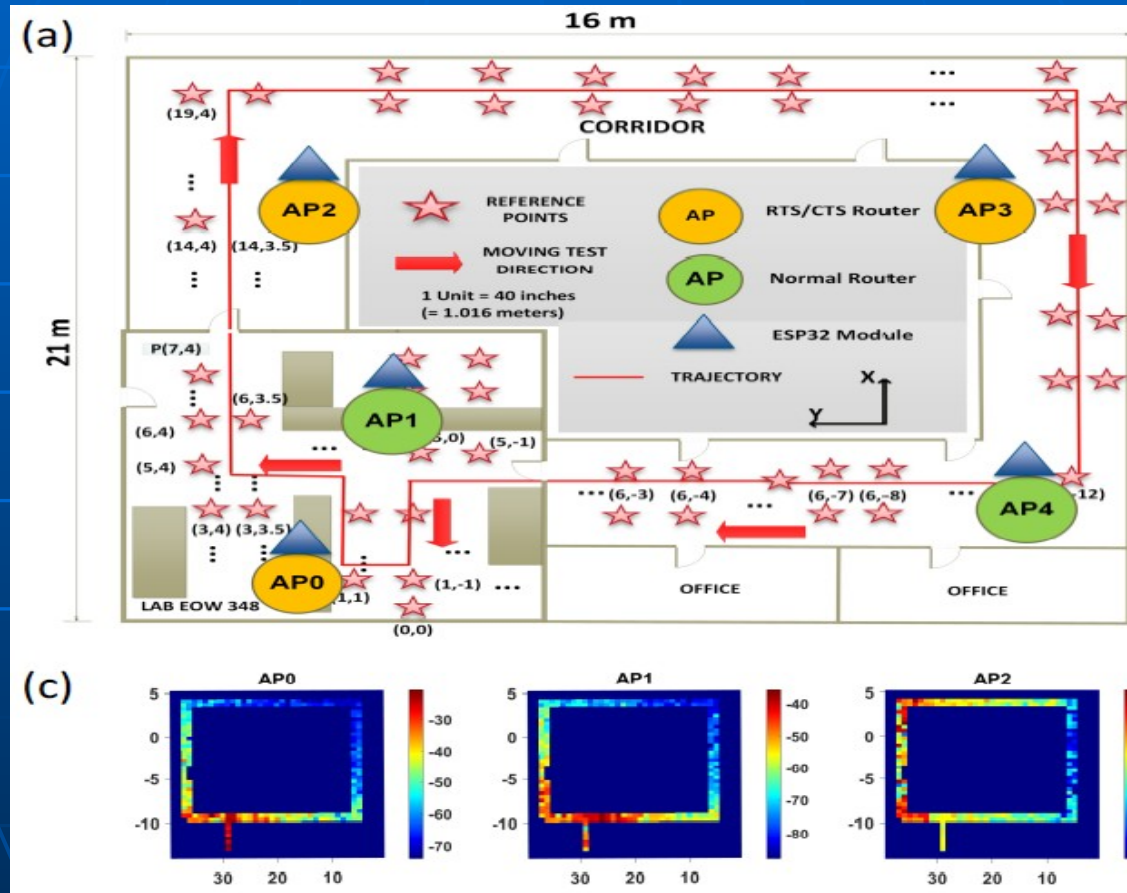 (a)
16 m
21 m
(19,4)
CORRIDOR
AP2
REFERENCE
POINTS
AP
RTS/CTS Router
AP3
(14,4)
(14,3.5)
MOVING TEST
DIRECTION
AP
Normal Router
1 Unit = 40 inches
(= 1.016 meters)
ESP32 Module
P(7,4)
TRAJECTORY
X
Y
(6,3.5)
AP1
(6,4)
,0)
(5,-1)
(5,4)
(6,-3)
(6,-4)
(6,-7)
(6,-8)
-12)
AP4
(3,4)
(3,3.5)
AP0
(1,1)
(1,-1)
OFFICE
OFFICE
LAB EOW 348
(0,0)
(c)
AP0
AP1
AP2
5
0
-5
-10
30 20 10
-30
-40
-50
-60
-70
5
0
-5
-10
30 20 10
-40
-50
-60
-70
-80
5
0
-5
-10
30 20 10